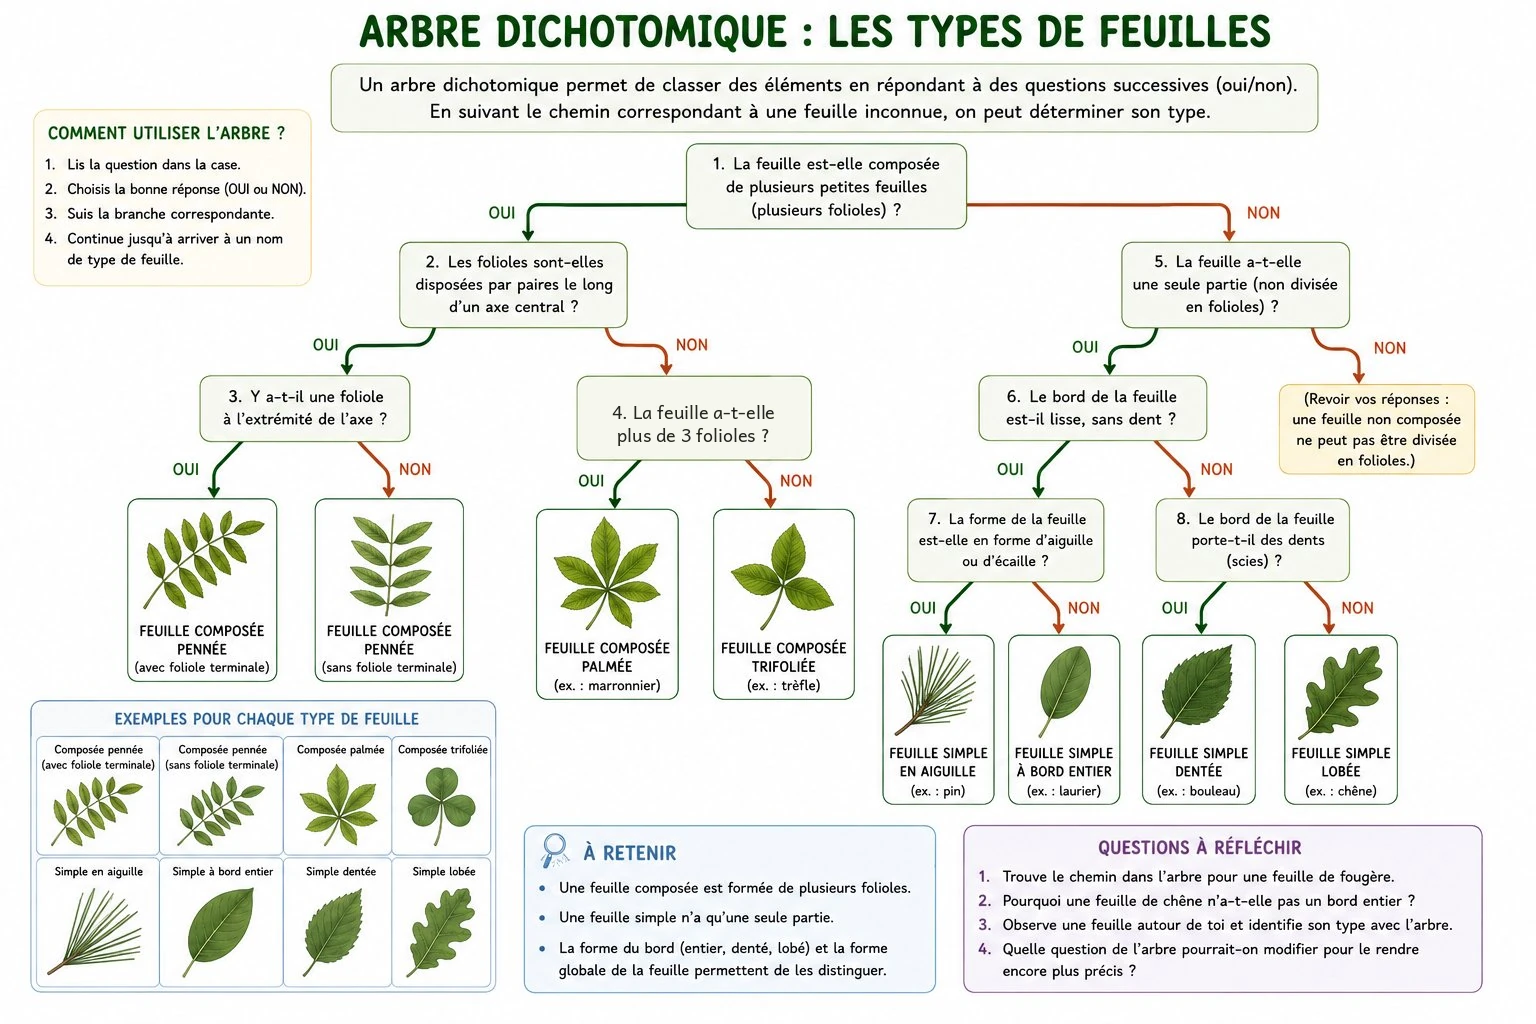 ARBRE DICHOTOMIQUE : LES TYPES DE FEUILLES
Un arbre dichotomique permet de classer des éléments en répondant à des questions successives (oui/non).
En suivant le chemin correspondant à une feuille inconnue, on peut déterminer son type.
COMMENT UTILISER L'ARBRE ?
1. Lis la question dans la case.
2. Choisis la bonne réponse (OUI ou NON).
3. Suis la branche correspondante.
4. Continue jusqu'à arriver à un nom
de type de feuille.
1. La feuille est-elle composée
de plusieurs petites feuilles
(plusieurs folioles) ?
OUI
NON
2. Les folioles sont-elles
disposées par paires le long
d'un axe central ?
5. La feuille a-t-elle
une seule partie (non divisée
en folioles) ?
OUI
NON
OUI
NON
3. Y a-t-il une foliole
à l'extrémité de l'axe ?
4. La feuille a-t-elle
plus de 3 folioles ?
6. Le bord de la feuille
est-il lisse, sans dent ?
(Revoir vos réponses :
une feuille non composée
ne peut pas être divisée
en folioles.)
OUI
NON
OUI
NON
OUI
NON
7. La forme de la feuille
est-elle en forme d'aiguille
ou d'écaille ?
8. Le bord de la feuille
porte-t-il des dents
(scies) ?
OUI
NON
OUI
NON
FEUILLE COMPOSÉE
PENNÉE
(avec foliole terminale)
FEUILLE COMPOSÉE
PENNÉE
(sans foliole terminale)
FEUILLE COMPOSÉE
PALMÉE
(ex. : marronnier)
FEUILLE COMPOSÉE
TRIFOLIÉE
(ex. : trèfle)
FEUILLE SIMPLE
EN AIGUILLE
(ex. : pin)
FEUILLE SIMPLE
À BORD ENTIER
(ex. : laurier)
FEUILLE SIMPLE
DENTÉE
(ex. : bouleau)
FEUILLE SIMPLE
LOBÉE
(ex. : chêne)
EXEMPLES POUR CHAQUE TYPE DE FEUILLE
Composée pennée
(avec foliole terminale)
Composée pennée
(sans foliole terminale)
Composée palmée
Composée trifoliée
Simple en aiguille
Simple à bord entier
Simple dentée
Simple lobée
À RETENIR
• Une feuille composée est formée de plusieurs folioles.
• Une feuille simple n'a qu'une seule partie.
• La forme du bord (entier, denté, lobé) et la forme
globale de la feuille permettent de les distinguer.
QUESTIONS À RÉFLÉCHIR
1. Trouve le chemin dans l'arbre pour une feuille de fougère.
2. Pourquoi une feuille de chêne n'a-t-elle pas un bord entier ?
3. Observe une feuille autour de toi et identifie son type avec l'arbre.
4. Quelle question de l'arbre pourrait-on modifier pour le rendre
encore plus précis ?